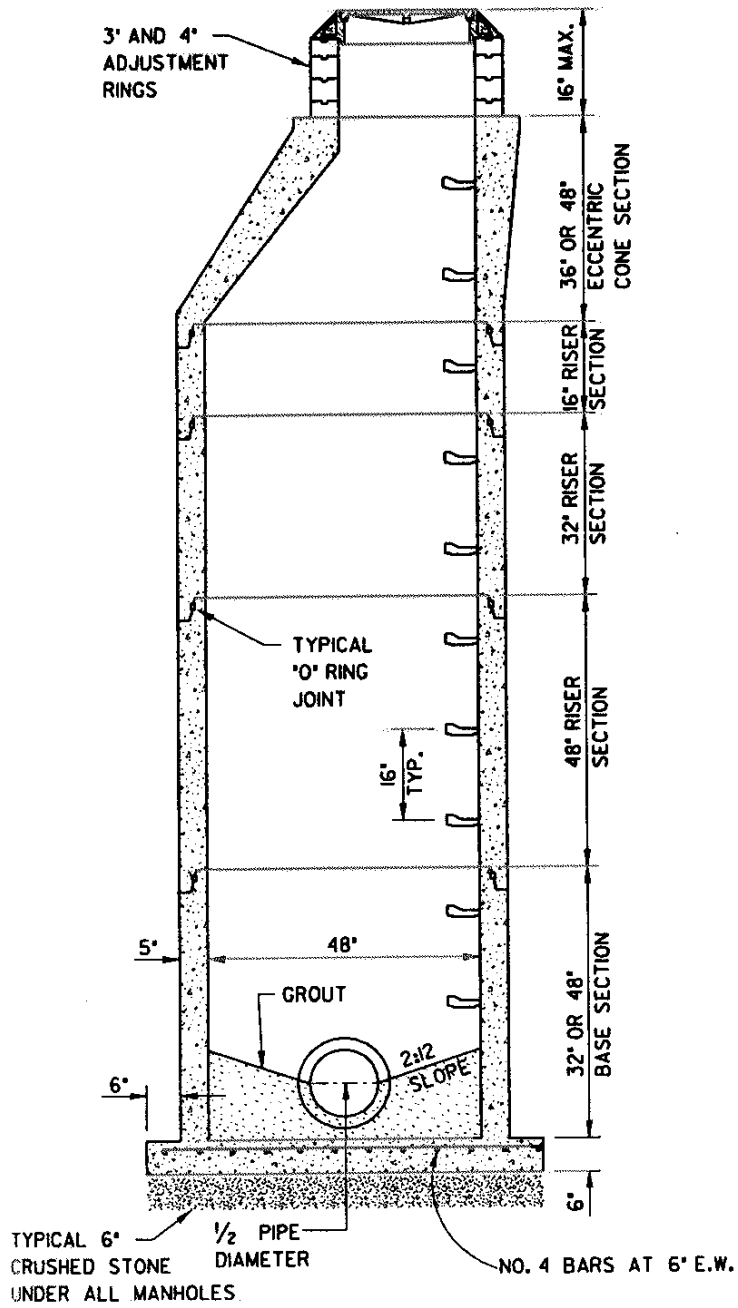 3" AND 4"
ADJUSTMENT
RINGS
16" MAX.
36" OR 48"
ECCENTRIC
CONE SECTION
16" RISER
SECTION
32" RISER
SECTION
TYPICAL
"O" RING
JOINT
48" RISER
SECTION
16"
TYP.
5"
48"
GROUT
2:12
SLOPE
32" OR 48"
BASE SECTION
6"
6"
TYPICAL 6"
CRUSHED STONE
UNDER ALL MANHOLES
1/2 PIPE
DIAMETER
NO. 4 BARS AT 6" E.W.